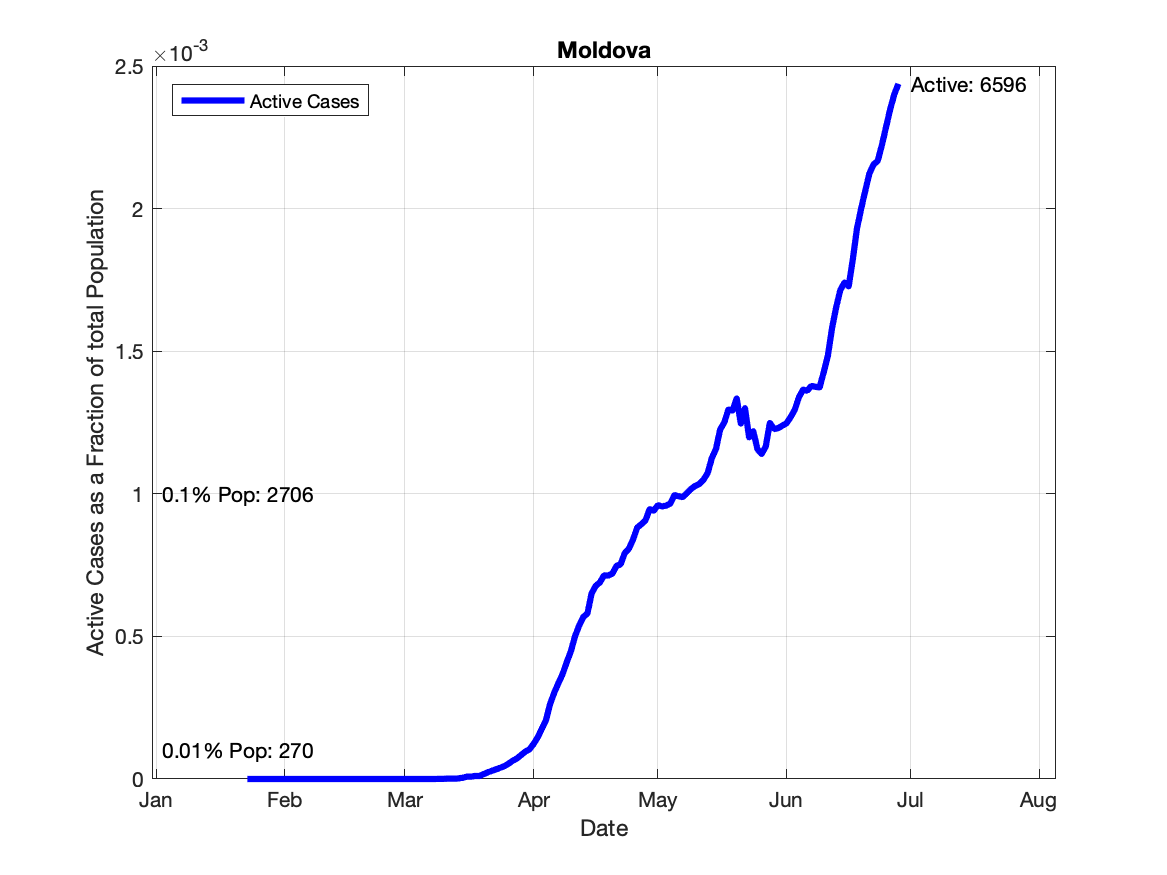 Moldova
×10-3
2.5
2
1.5
1
0.5
0
Active Cases
Active: 6596
0.1% Pop: 2706
0.01% Pop: 270
Active Cases as a Fraction of total Population
Jan Feb Mar Apr May Jun Jul Aug
Date